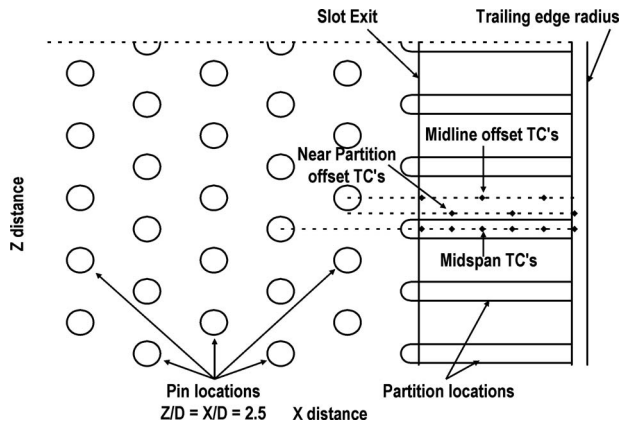 Slot Exit
Trailing edge radius
Midline offset TC's
Near Partition
offset TC's
Z distance
Midspan TC's
Pin locations
Partition locations
Z/D = X/D = 2.5
X distance